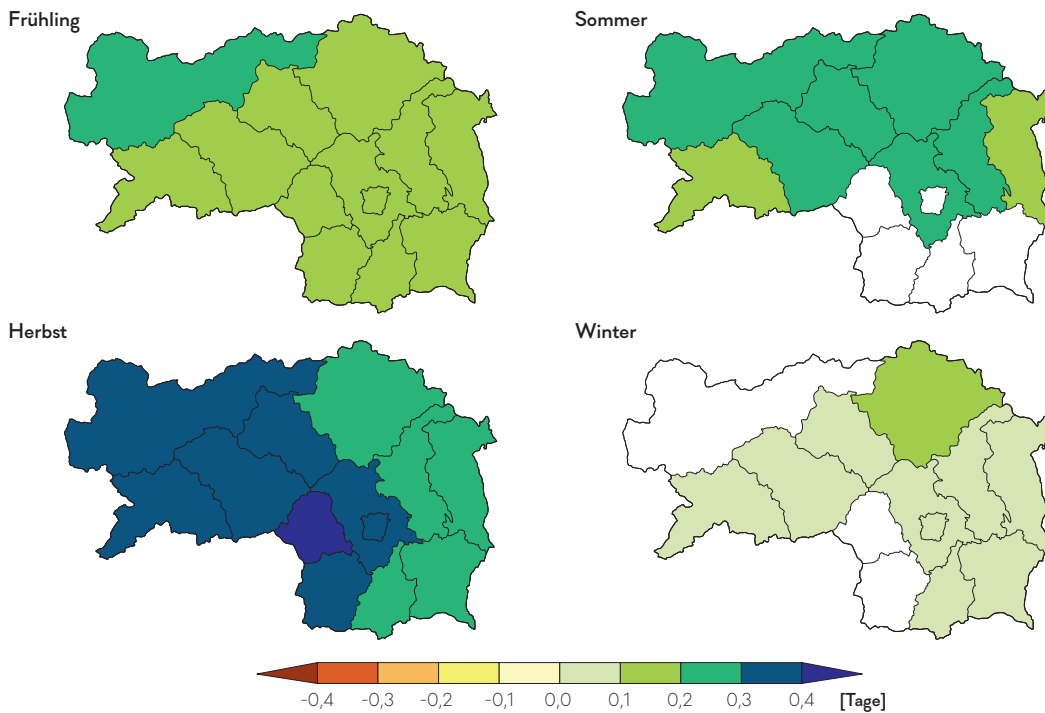 Frühling
Sommer
Herbst
Winter
-0,4 -0,3 -0,2 -0,1 0,0 0,1 0,2 0,3 0,4 [Tage]